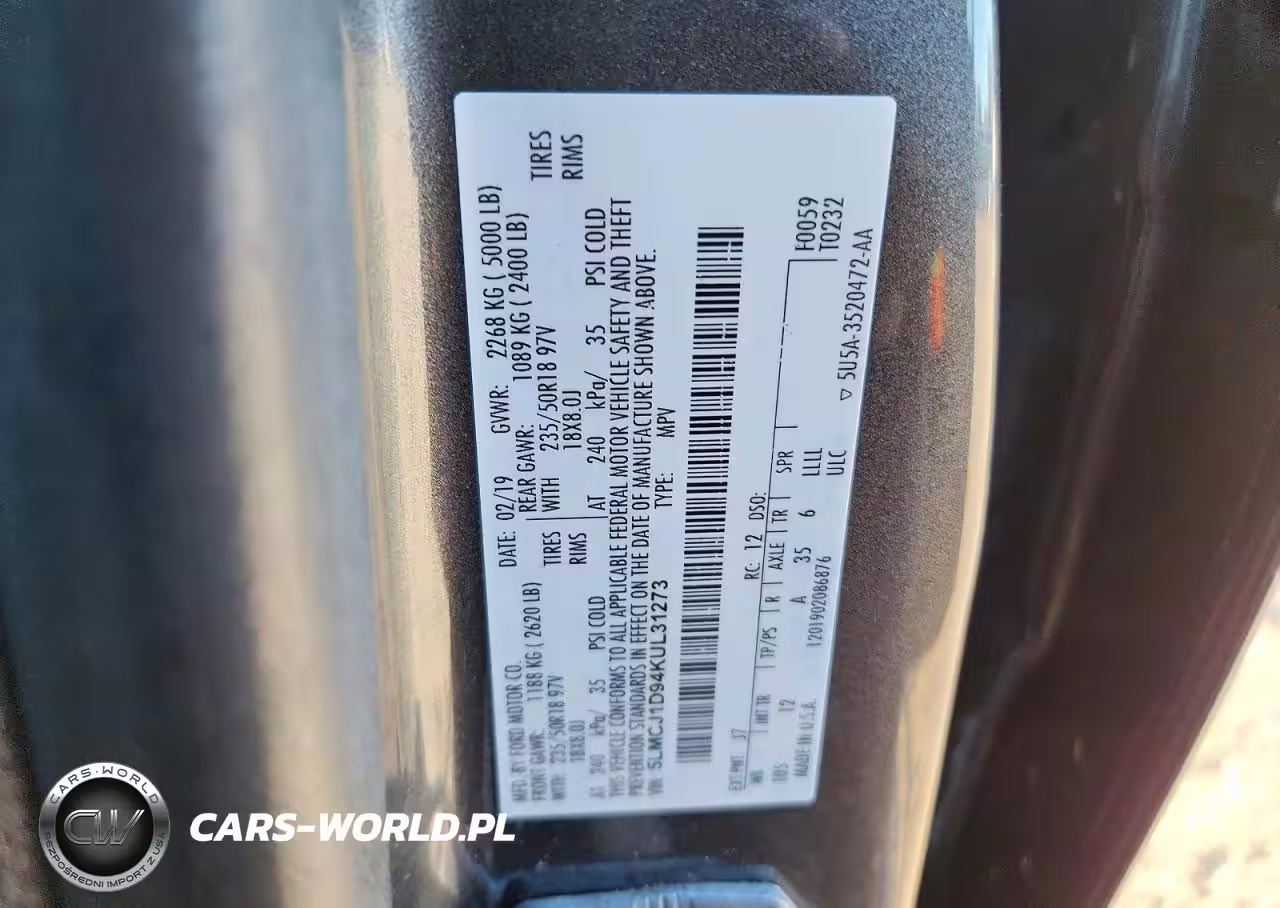 MFD. BY FORD MOTOR CO.
DATE: 02/19 GVWR: 2268 KG ( 5000 LB)
FRONT GAWR: 1188 KG ( 2620 LB) REAR GAWR: 1089 KG ( 2400 LB)
WITH 235/50R18 97V TIRES WITH 235/50R18 97V TIRES
18X8.0J RIMS 18X8.0J RIMS
AT 240 kPa/ 35 PSI COLD AT 240 kPa/ 35 PSI COLD
THIS VEHICLE CONFORMS TO ALL APPLICABLE FEDERAL MOTOR VEHICLE SAFETY AND THEFT
PREVENTION STANDARDS IN EFFECT ON THE DATE OF MANUFACTURE SHOWN ABOVE.
VIN: 5LMCJ1D94KUL31273 TYPE: MPV
EXT PNT: J7 RC: 12 DSO:
WB INT TR TP/PS R AXLE TR SPR
105 12 A 35 6 LLLL
ULC
F0059
T0232
MADE IN U.S.A. 1201902086876
▽ 5U5A-3520472-AA
CARS-WORLD
CW
BEZPOŚREDNI IMPORT Z USA
CARS-WORLD.PL